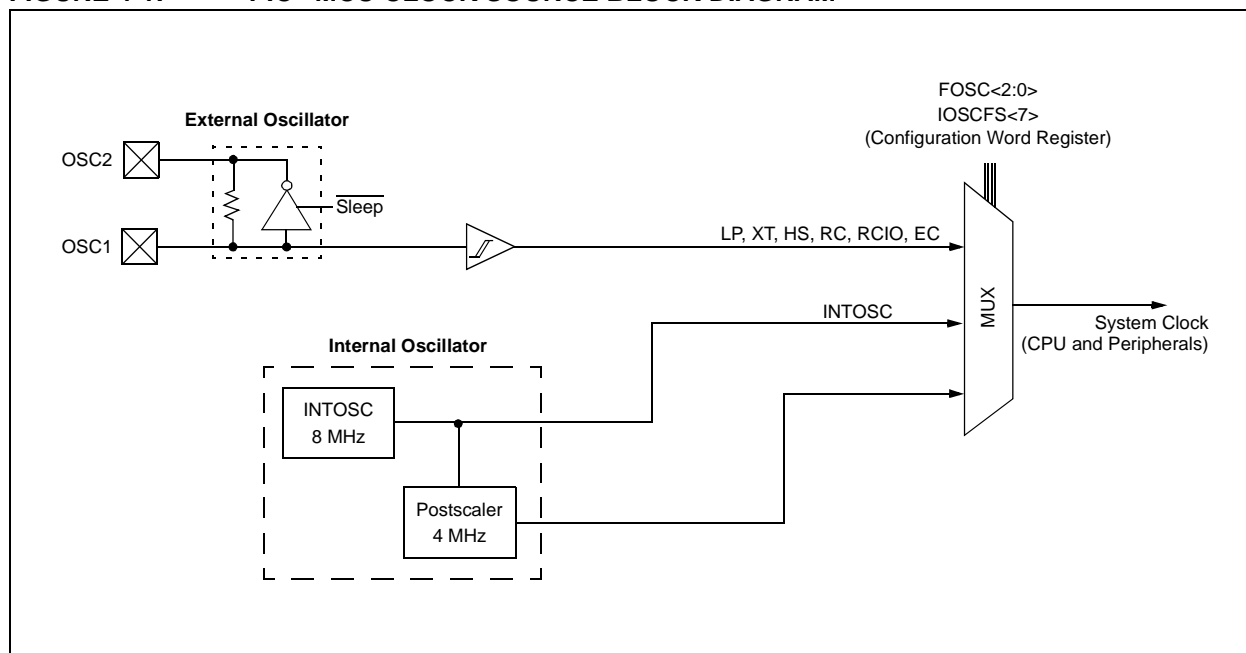 FOSC<2:0>
IOSCFS<7>
(Configuration Word Register)
External Oscillator
OSC2
Sleep
OSC1
LP, XT, HS, RC, RCIO, EC
MUX
INTOSC
System Clock
(CPU and Peripherals)
Internal Oscillator
INTOSC
8 MHz
Postscaler
4 MHz